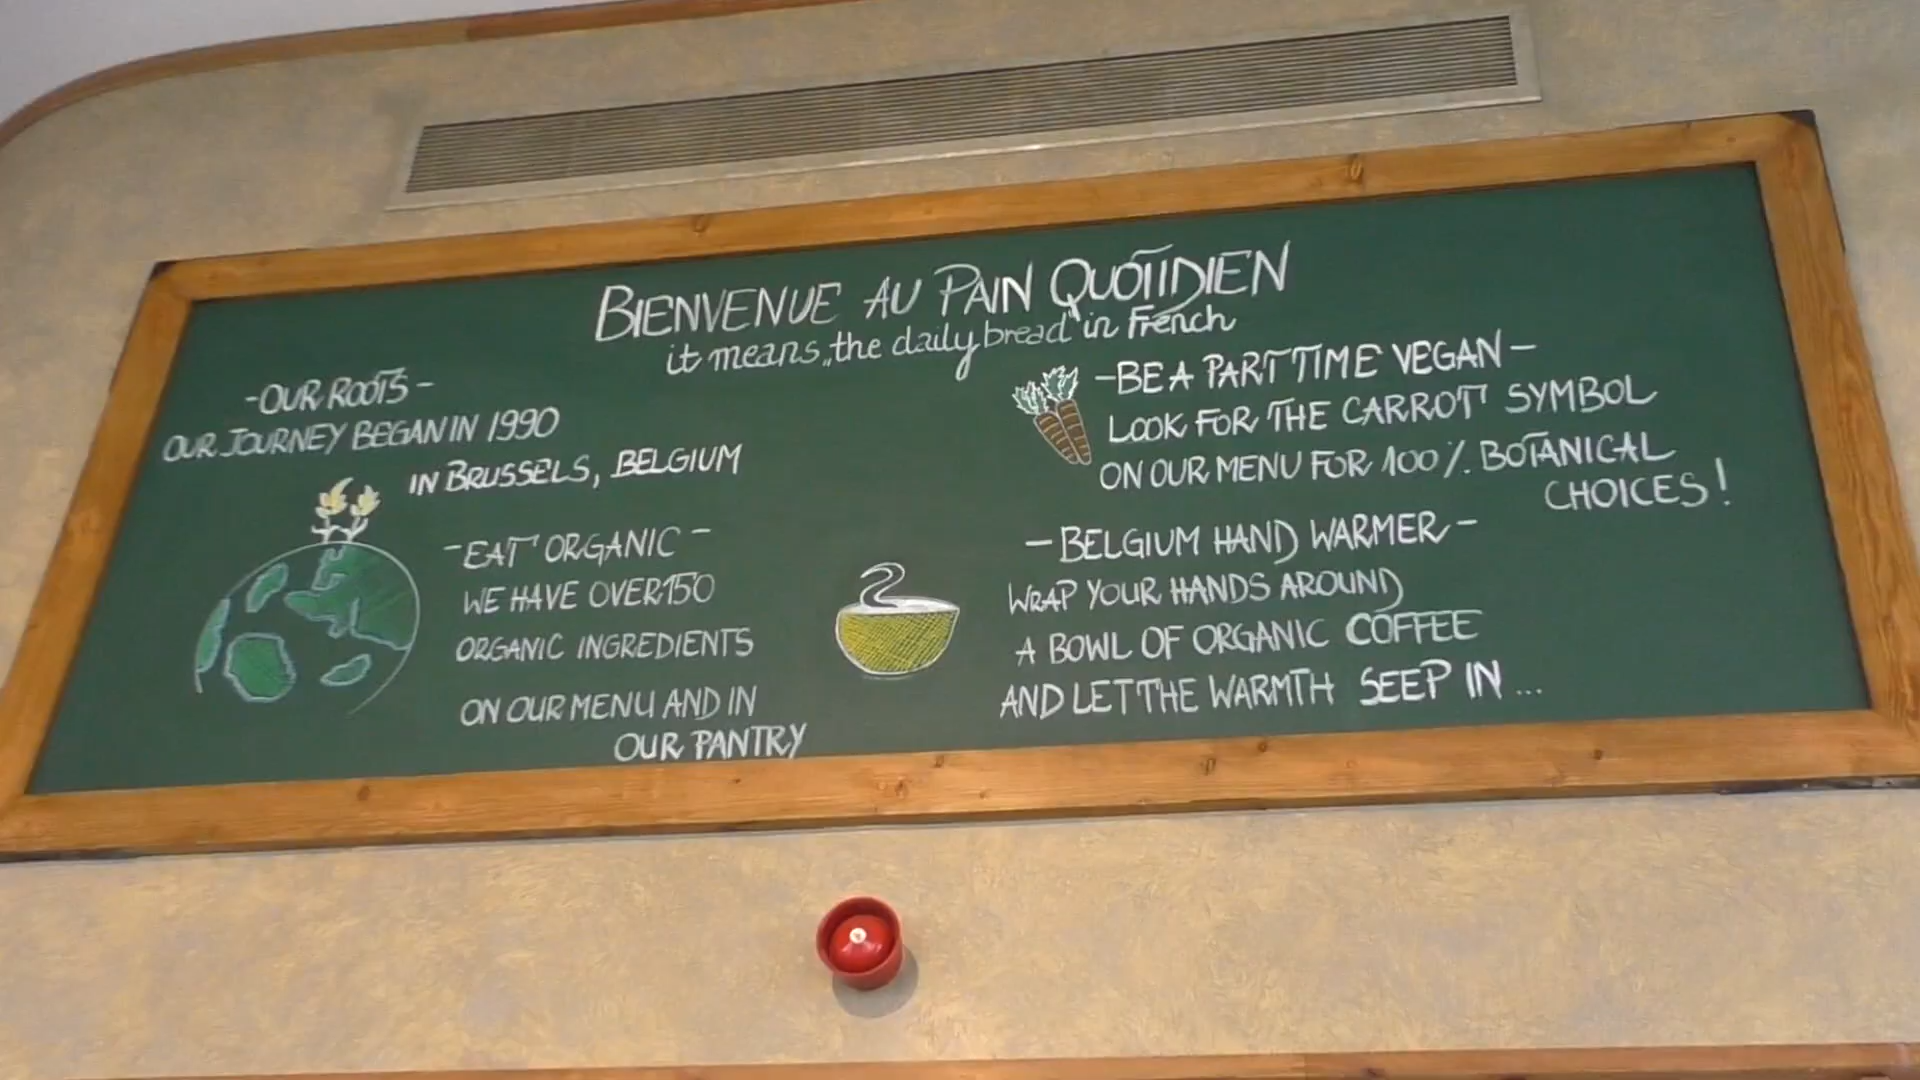 BIENVENUE AU PAIN QUOTIDIEN
it means „the daily bread" in French
-OUR ROOTS-
OUR JOURNEY BEGAN IN 1990
IN BRUSSELS, BELGIUM
-EAT ORGANIC-
WE HAVE OVER 150
ORGANIC INGREDIENTS
ON OUR MENU AND IN
OUR PANTRY
-BE A PART TIME VEGAN-
LOOK FOR THE CARROT SYMBOL
ON OUR MENU FOR 100% BOTANICAL
CHOICES!
-BELGIUM HAND WARMER-
WRAP YOUR HANDS AROUND
A BOWL OF ORGANIC COFFEE
AND LET THE WARMTH SEEP IN...